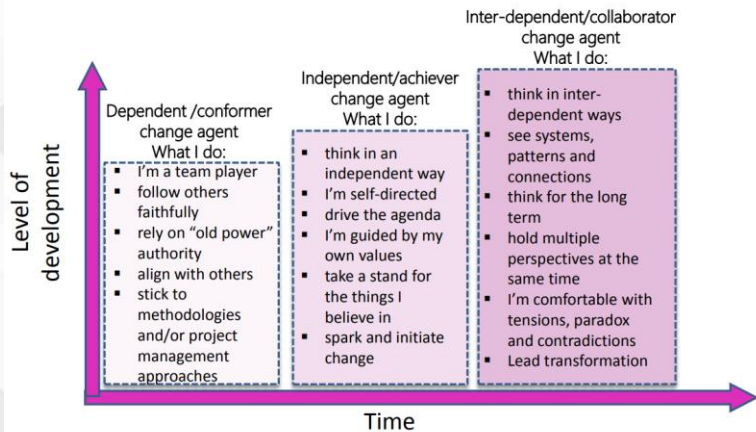 Level of
development
Dependent /conformer
change agent
What I do:
▪ I'm a team player
▪ follow others
faithfully
▪ rely on "old power"
authority
▪ align with others
▪ stick to
methodologies
and/or project
management
approaches
Independent/achiever
change agent
What I do:
▪ think in an
independent way
▪ I'm self-directed
▪ drive the agenda
▪ I'm guided by my
own values
▪ take a stand for
the things I
believe in
▪ spark and initiate
change
Inter-dependent/collaborator
change agent
What I do:
▪ think in inter-
dependent ways
▪ see systems,
patterns and
connections
▪ think for the long
term
▪ hold multiple
perspectives at the
same time
▪ I'm comfortable with
tensions, paradox
and contradictions
▪ Lead transformation
Time